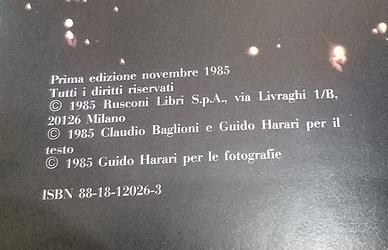 Prima edizione novembre 1985
Tutti i diritti riservati
© 1985 Rusconi Libri S.p.A., via Livraghi 1/B,
20126 Milano
© 1985 Claudio Baglioni e Guido Harari per il
testo
© 1985 Guido Harari per le fotografie
ISBN 88-18-12026-3
subito